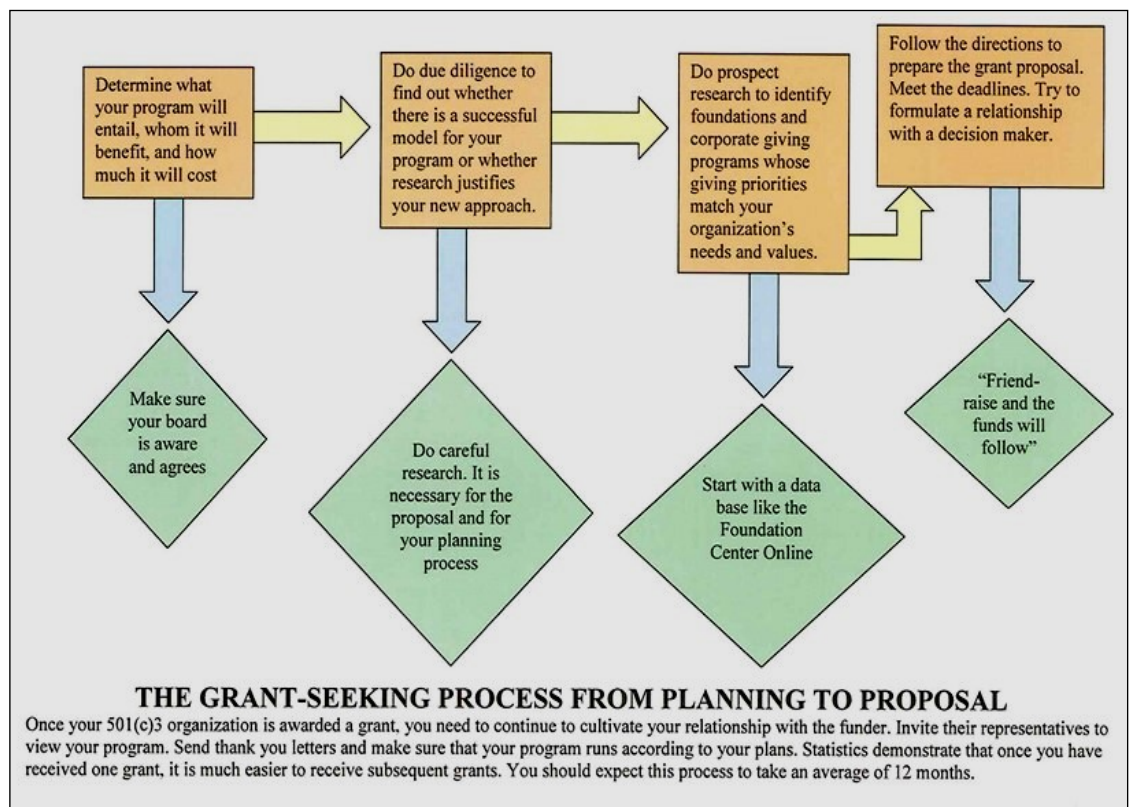 Determine what
your program will
entail, whom it will
benefit, and how
much it will cost
Do due diligence to
find out whether
there is a successful
model for your
program or whether
research justifies
your new approach.
Do prospect
research to identify
foundations and
corporate giving
programs whose
giving priorities
match your
organization's
needs and values.
Follow the directions to
prepare the grant proposal.
Meet the deadlines. Try to
formulate a relationship
with a decision maker.
Make sure
your board
is aware
and agrees
Do careful
research. It is
necessary for the
proposal and for
your planning
process
Start with a data
base like the
Foundation
Center Online
“Friend-
raise and the
funds will
follow”
THE GRANT-SEEKING PROCESS FROM PLANNING TO PROPOSAL
Once your 501(c)3 organization is awarded a grant, you need to continue to cultivate your relationship with the funder. Invite their representatives to
view your program. Send thank you letters and make sure that your program runs according to your plans. Statistics demonstrate that once you have
received one grant, it is much easier to receive subsequent grants. You should expect this process to take an average of 12 months.